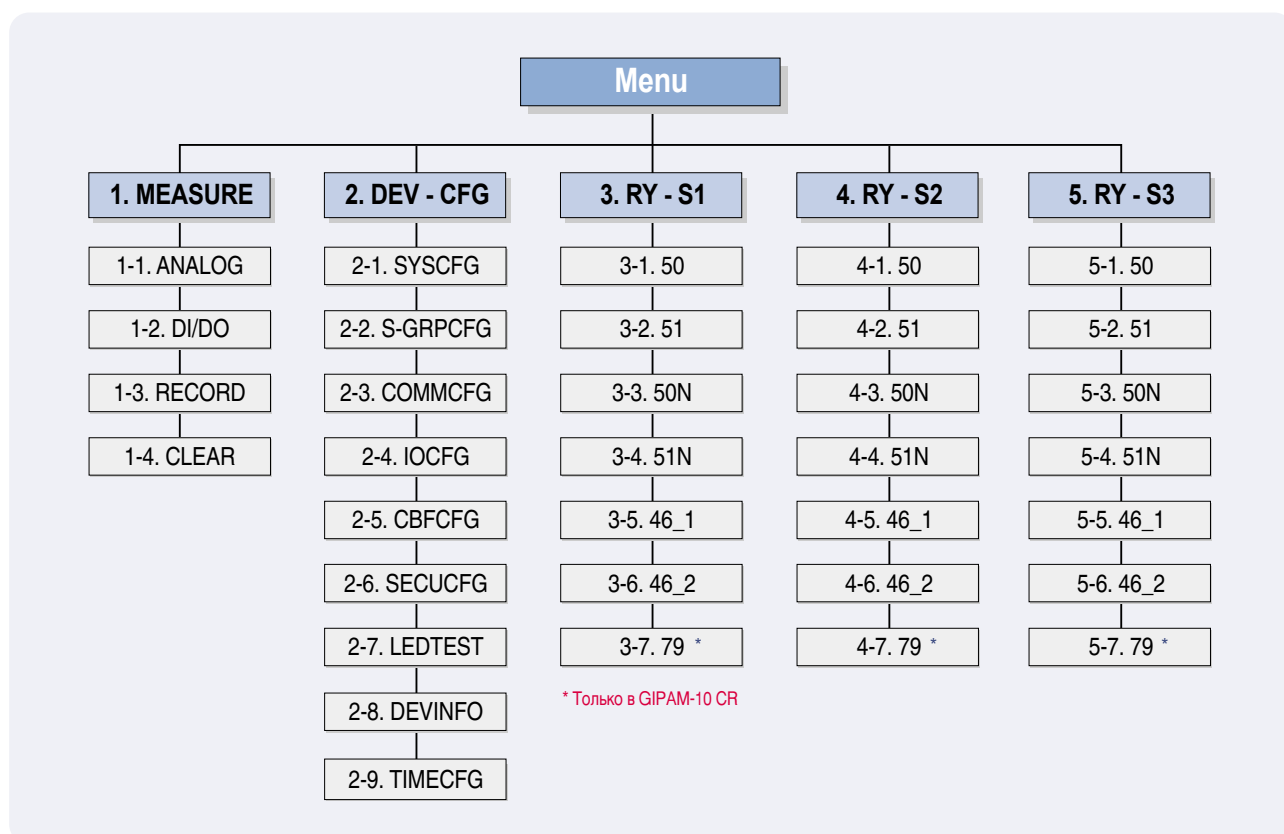 Menu
1. MEASURE
1-1. ANALOG
1-2. DI/DO
1-3. RECORD
1-4. CLEAR
2. DEV - CFG
2-1. SYSCFG
2-2. S-GRPCFG
2-3. COMMCFG
2-4. IOCFG
2-5. CBFCFG
2-6. SECUCFG
2-7. LEDTEST
2-8. DEVINFO
2-9. TIMECFG
3. RY - S1
3-1. 50
3-2. 51
3-3. 50N
3-4. 51N
3-5. 46_1
3-6. 46_2
3-7. 79 *
* Только в GIPAM-10 CR
4. RY - S2
4-1. 50
4-2. 51
4-3. 50N
4-4. 51N
4-5. 46_1
4-6. 46_2
4-7. 79 *
5. RY - S3
5-1. 50
5-2. 51
5-3. 50N
5-4. 51N
5-5. 46_1
5-6. 46_2
5-7. 79 *